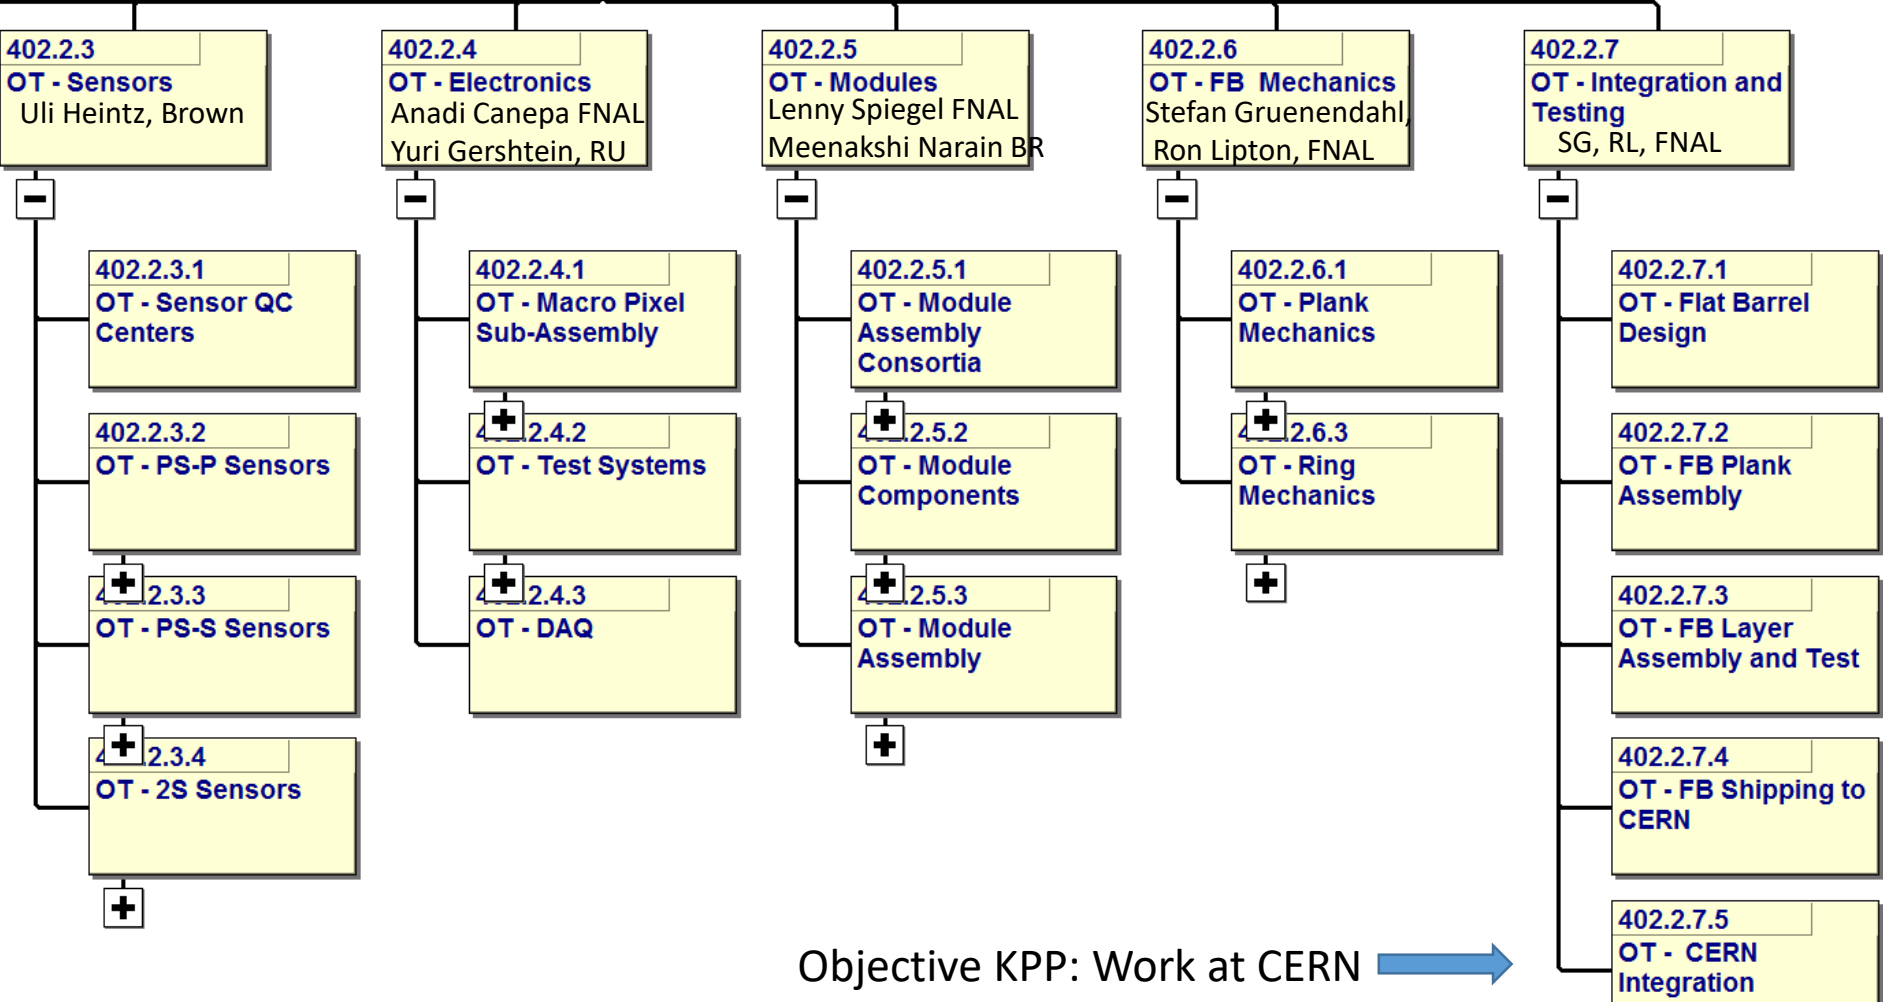 402.2.3
OT - Sensors
Uli Heintz, Brown
402.2.4
OT - Electronics
Anadi Canepa FNAL
Yuri Gershtein, RU
402.2.5
OT - Modules
Lenny Spiegel FNAL
Meenakshi Narain BR
402.2.6
OT - FB Mechanics
Stefan Gruenendahl,
Ron Lipton, FNAL
402.2.7
OT - Integration and
Testing
SG, RL, FNAL
402.2.3.1
OT - Sensor QC
Centers
402.2.3.2
OT - PS-P Sensors
4 2.3.3
OT - PS-S Sensors
4 2.3.4
OT - 2S Sensors
402.2.4.1
OT - Macro Pixel
Sub-Assembly
4 2.4.2
OT - Test Systems
4 2.4.3
OT - DAQ
402.2.5.1
OT - Module
Assembly
Consortia
4 2.5.2
OT - Module
Components
4 2.5.3
OT - Module
Assembly
402.2.6.1
OT - Plank
Mechanics
4 2.6.3
OT - Ring
Mechanics
402.2.7.1
OT - Flat Barrel
Design
402.2.7.2
OT - FB Plank
Assembly
402.2.7.3
OT - FB Layer
Assembly and Test
402.2.7.4
OT - FB Shipping to
CERN
402.2.7.5
OT - CERN
Integration
Objective KPP: Work at CERN